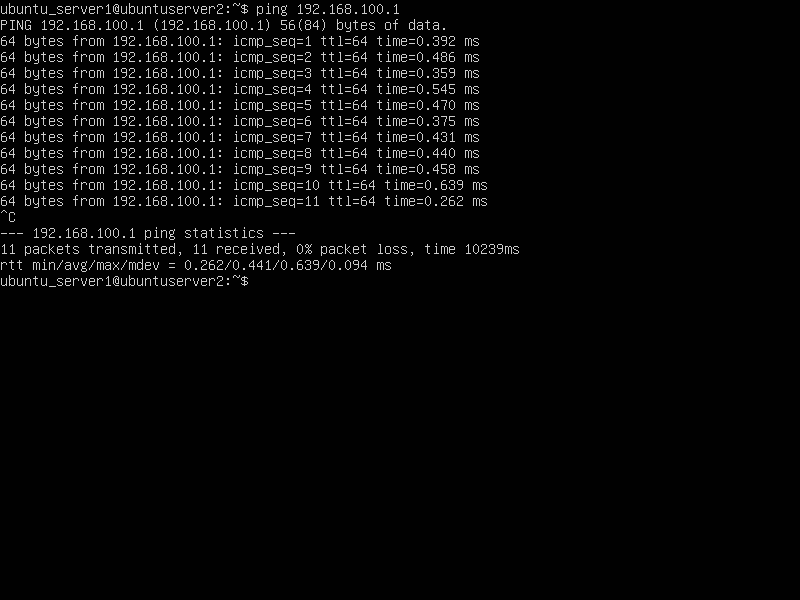 ubuntu_server1@ubuntuserver2:~$ ping 192.168.100.1
PING 192.168.100.1 (192.168.100.1) 56(84) bytes of data.
64 bytes from 192.168.100.1: icmp_seq=1 ttl=64 time=0.392 ms
64 bytes from 192.168.100.1: icmp_seq=2 ttl=64 time=0.486 ms
64 bytes from 192.168.100.1: icmp_seq=3 ttl=64 time=0.359 ms
64 bytes from 192.168.100.1: icmp_seq=4 ttl=64 time=0.545 ms
64 bytes from 192.168.100.1: icmp_seq=5 ttl=64 time=0.470 ms
64 bytes from 192.168.100.1: icmp_seq=6 ttl=64 time=0.375 ms
64 bytes from 192.168.100.1: icmp_seq=7 ttl=64 time=0.431 ms
64 bytes from 192.168.100.1: icmp_seq=8 ttl=64 time=0.440 ms
64 bytes from 192.168.100.1: icmp_seq=9 ttl=64 time=0.458 ms
64 bytes from 192.168.100.1: icmp_seq=10 ttl=64 time=0.639 ms
64 bytes from 192.168.100.1: icmp_seq=11 ttl=64 time=0.262 ms
^C
--- 192.168.100.1 ping statistics ---
11 packets transmitted, 11 received, 0% packet loss, time 10239ms
rtt min/avg/max/mdev = 0.262/0.441/0.639/0.094 ms
ubuntu_server1@ubuntuserver2:~$